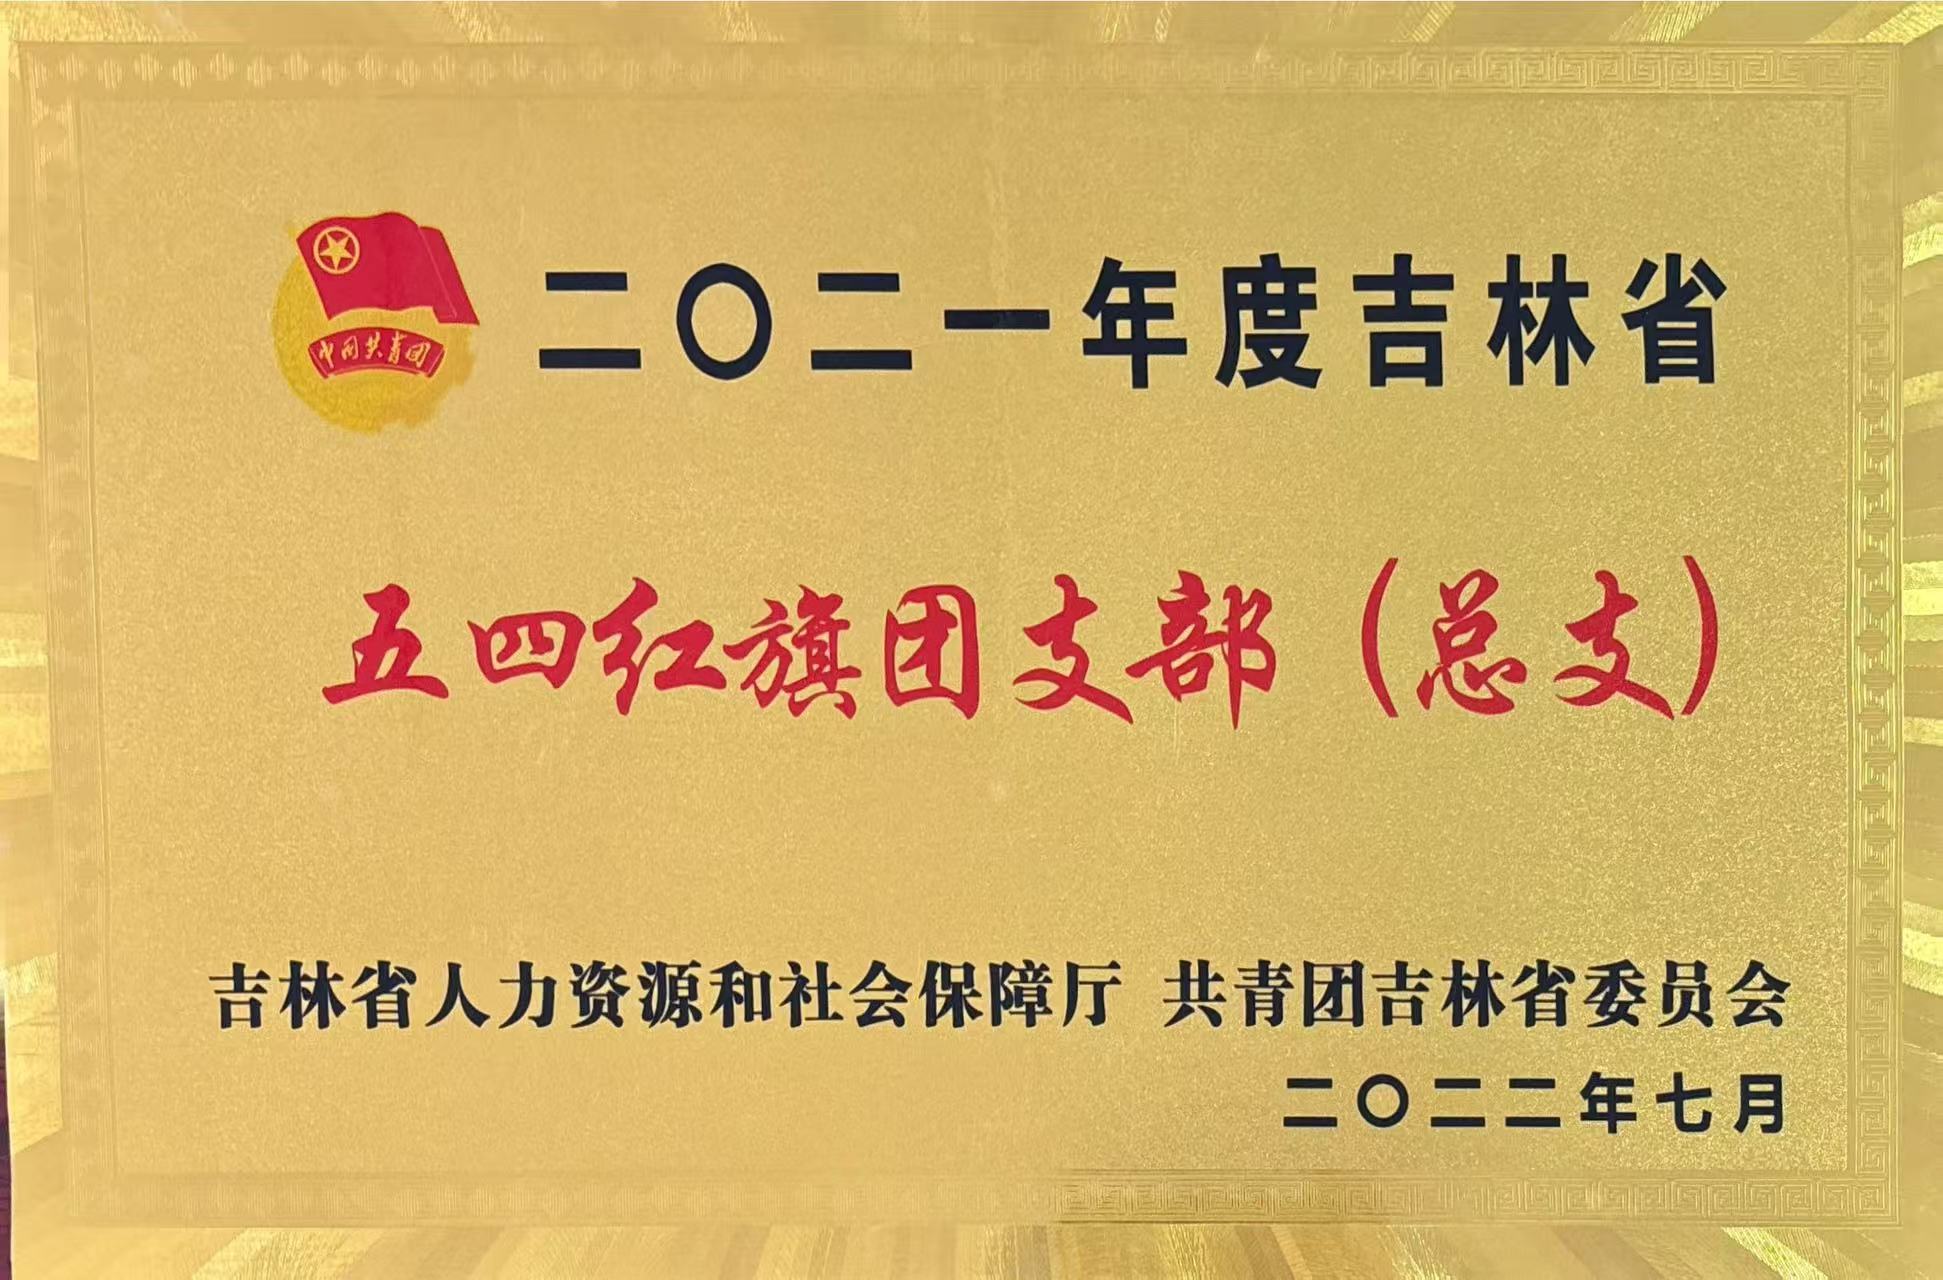 中国共青团
二〇二一年度吉林省
五四红旗团支部（总支）
吉林省人力资源和社会保障厅 共青团吉林省委员会
二〇二二年七月